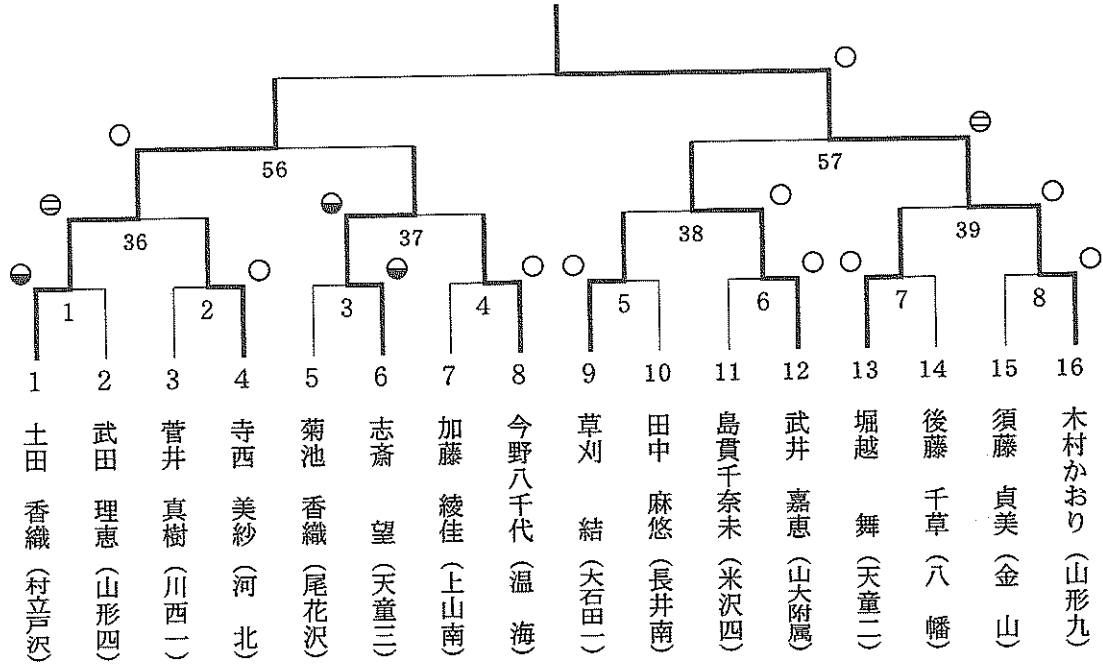 56
57
36
37
38
39
1
2
3
4
5
6
7
8
1
2
3
4
5
6
7
8
9
10
11
12
13
14
15
16
土田 香織(村立戸沢)
武田 理恵(山形四)
菅井 真樹(川西一)
寺西 美紗(河 北)
菊池 香織(尾花沢)
志斎 望(天童三)
加藤 綾佳(上山南)
今野八千代(温 海)
草刈 結(大石田一)
田中 麻悠(長井南)
島貫千奈未(米沢四)
武井 嘉恵(山大附属)
堀越 舞(天童二)
後藤 千草(八 幡)
須藤 貞美(金 山)
木村かおり(山形九)